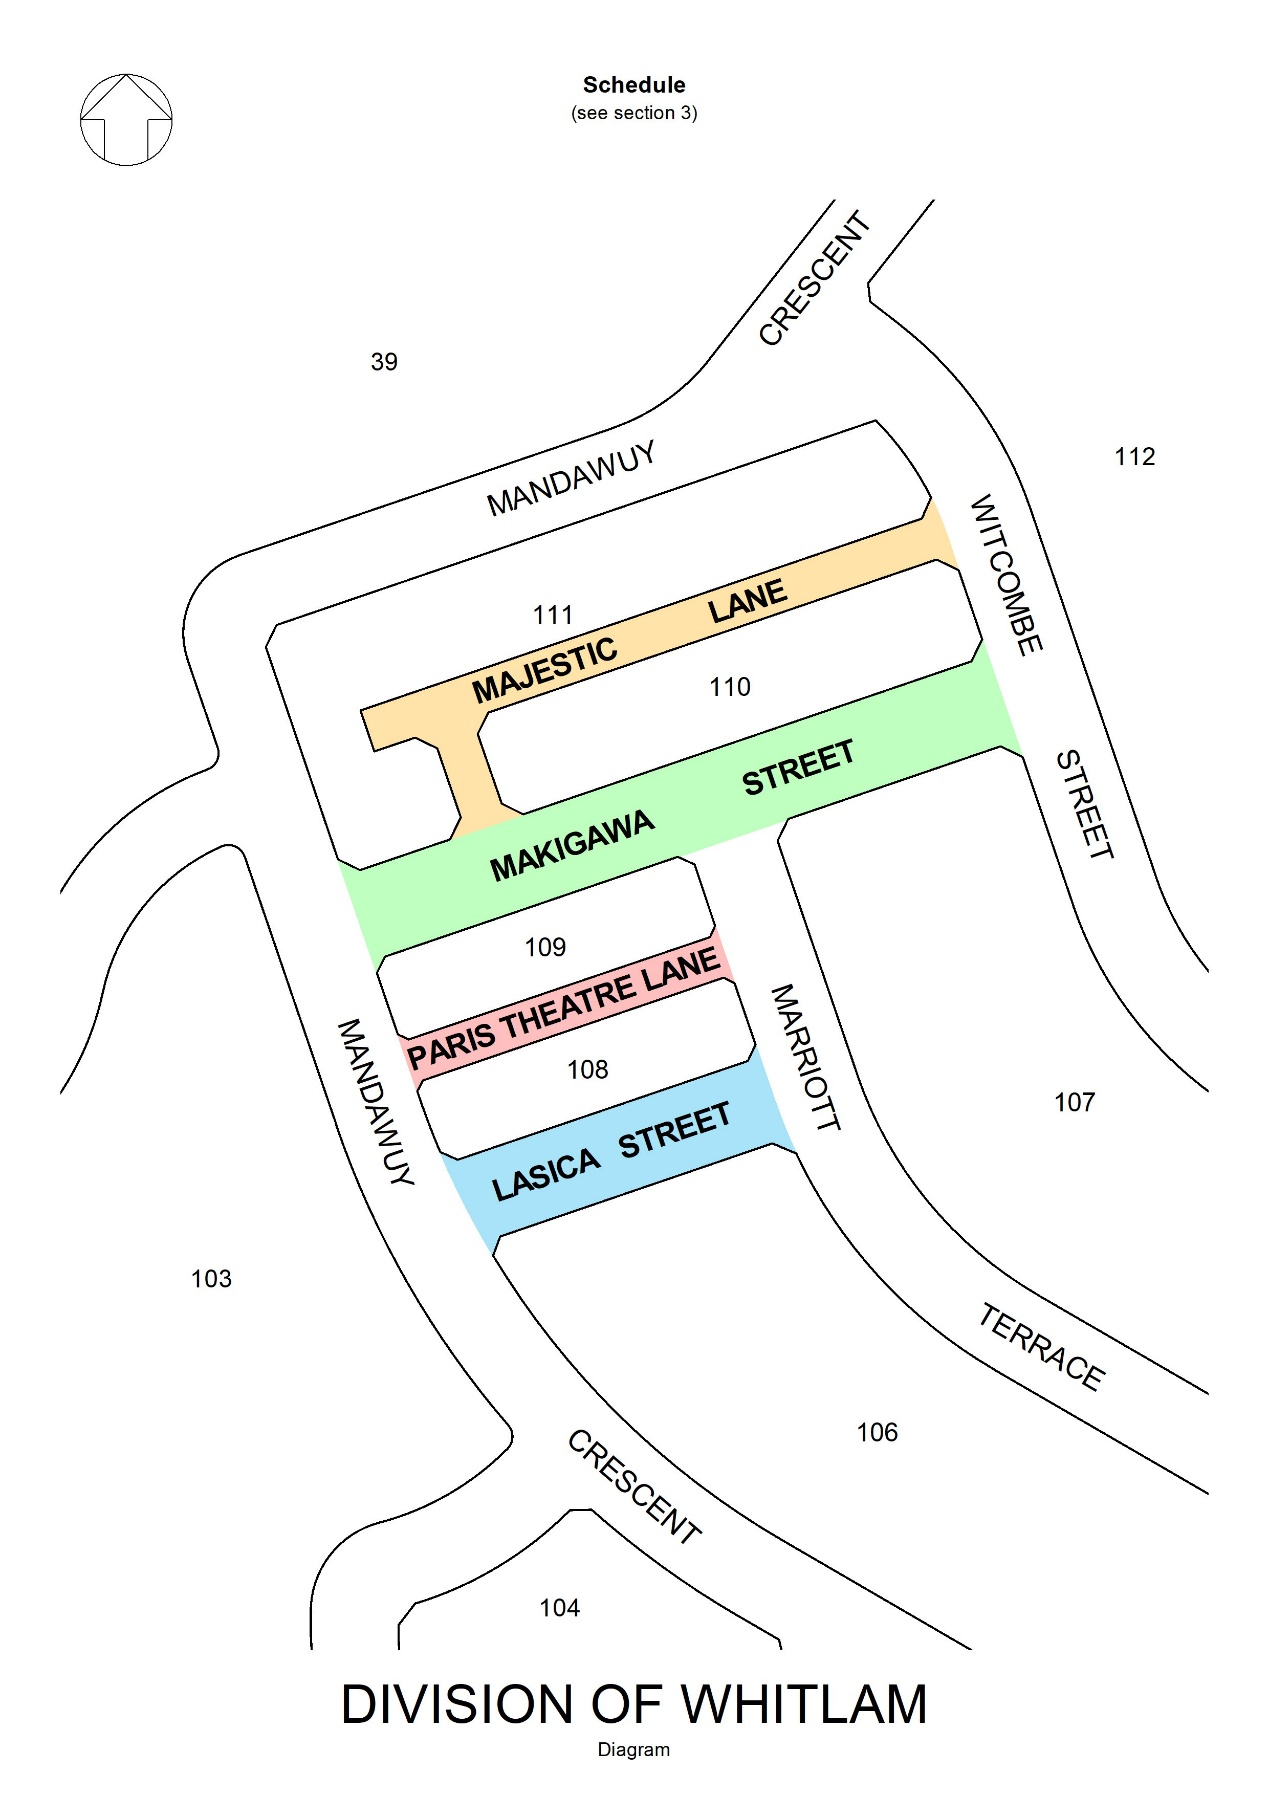 Schedule
(see section 3)
CRESCENT
39
MANDAWUY
112
WITCOMBE
STREET
111
MAJESTIC LANE
110
MAKIGAWA STREET
109
PARIS THEATRE LANE
108
LASICA STREET
MANDAWUY
CRESCENT
MARRIOTT
TERRACE
107
103
106
104
DIVISION OF WHITLAM
Diagram